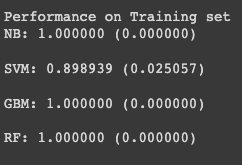 Performance on Training set
NB: 1.000000 (0.000000)
SVM: 0.898939 (0.025057)
GBM: 1.000000 (0.000000)
RF: 1.000000 (0.000000)